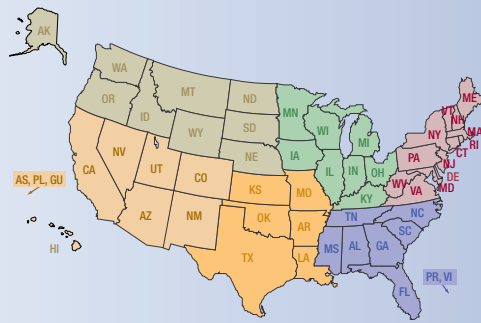 AK
WA
MT
ND
MN
ME
VT
NH
OR
ID
WY
SD
WI
MI
NY
MA
RI
CT
NE
IA
PA
NJ
DE
MD
NV
UT
CO
IL
IN
OH
WV
VA
CA
KS
MO
KY
AS, PL, GU
AZ
NM
OK
AR
TN
NC
SC
MS
AL
GA
HI
TX
LA
PR, VI
FL